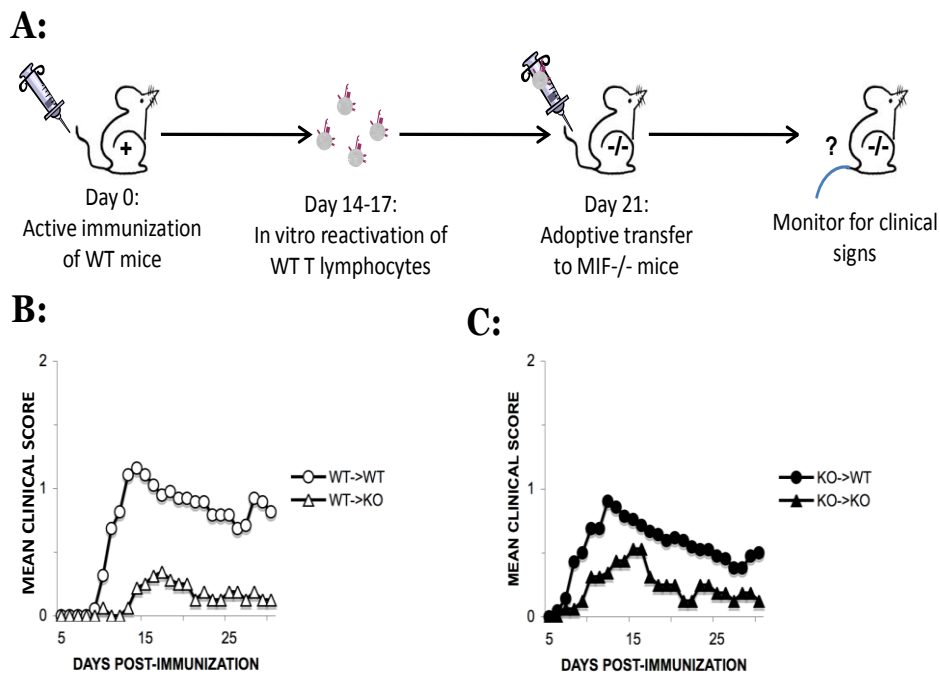 A:
+
-/-
? -/-
Day 0:
Active immunization
of WT mice
Day 14-17:
In vitro reactivation of
WT T lymphocytes
Day 21:
Adoptive transfer
to MIF-/- mice
Monitor for clinical
signs
B:
2
1
0
MEAN CLINICAL SCORE
5 15 25
DAYS POST-IMMUNIZATION
WT->WT
WT->KO
C:
2
1
0
MEAN CLINICAL SCORE
5 15 25
DAYS POST-IMMUNIZATION
KO->WT
KO->KO